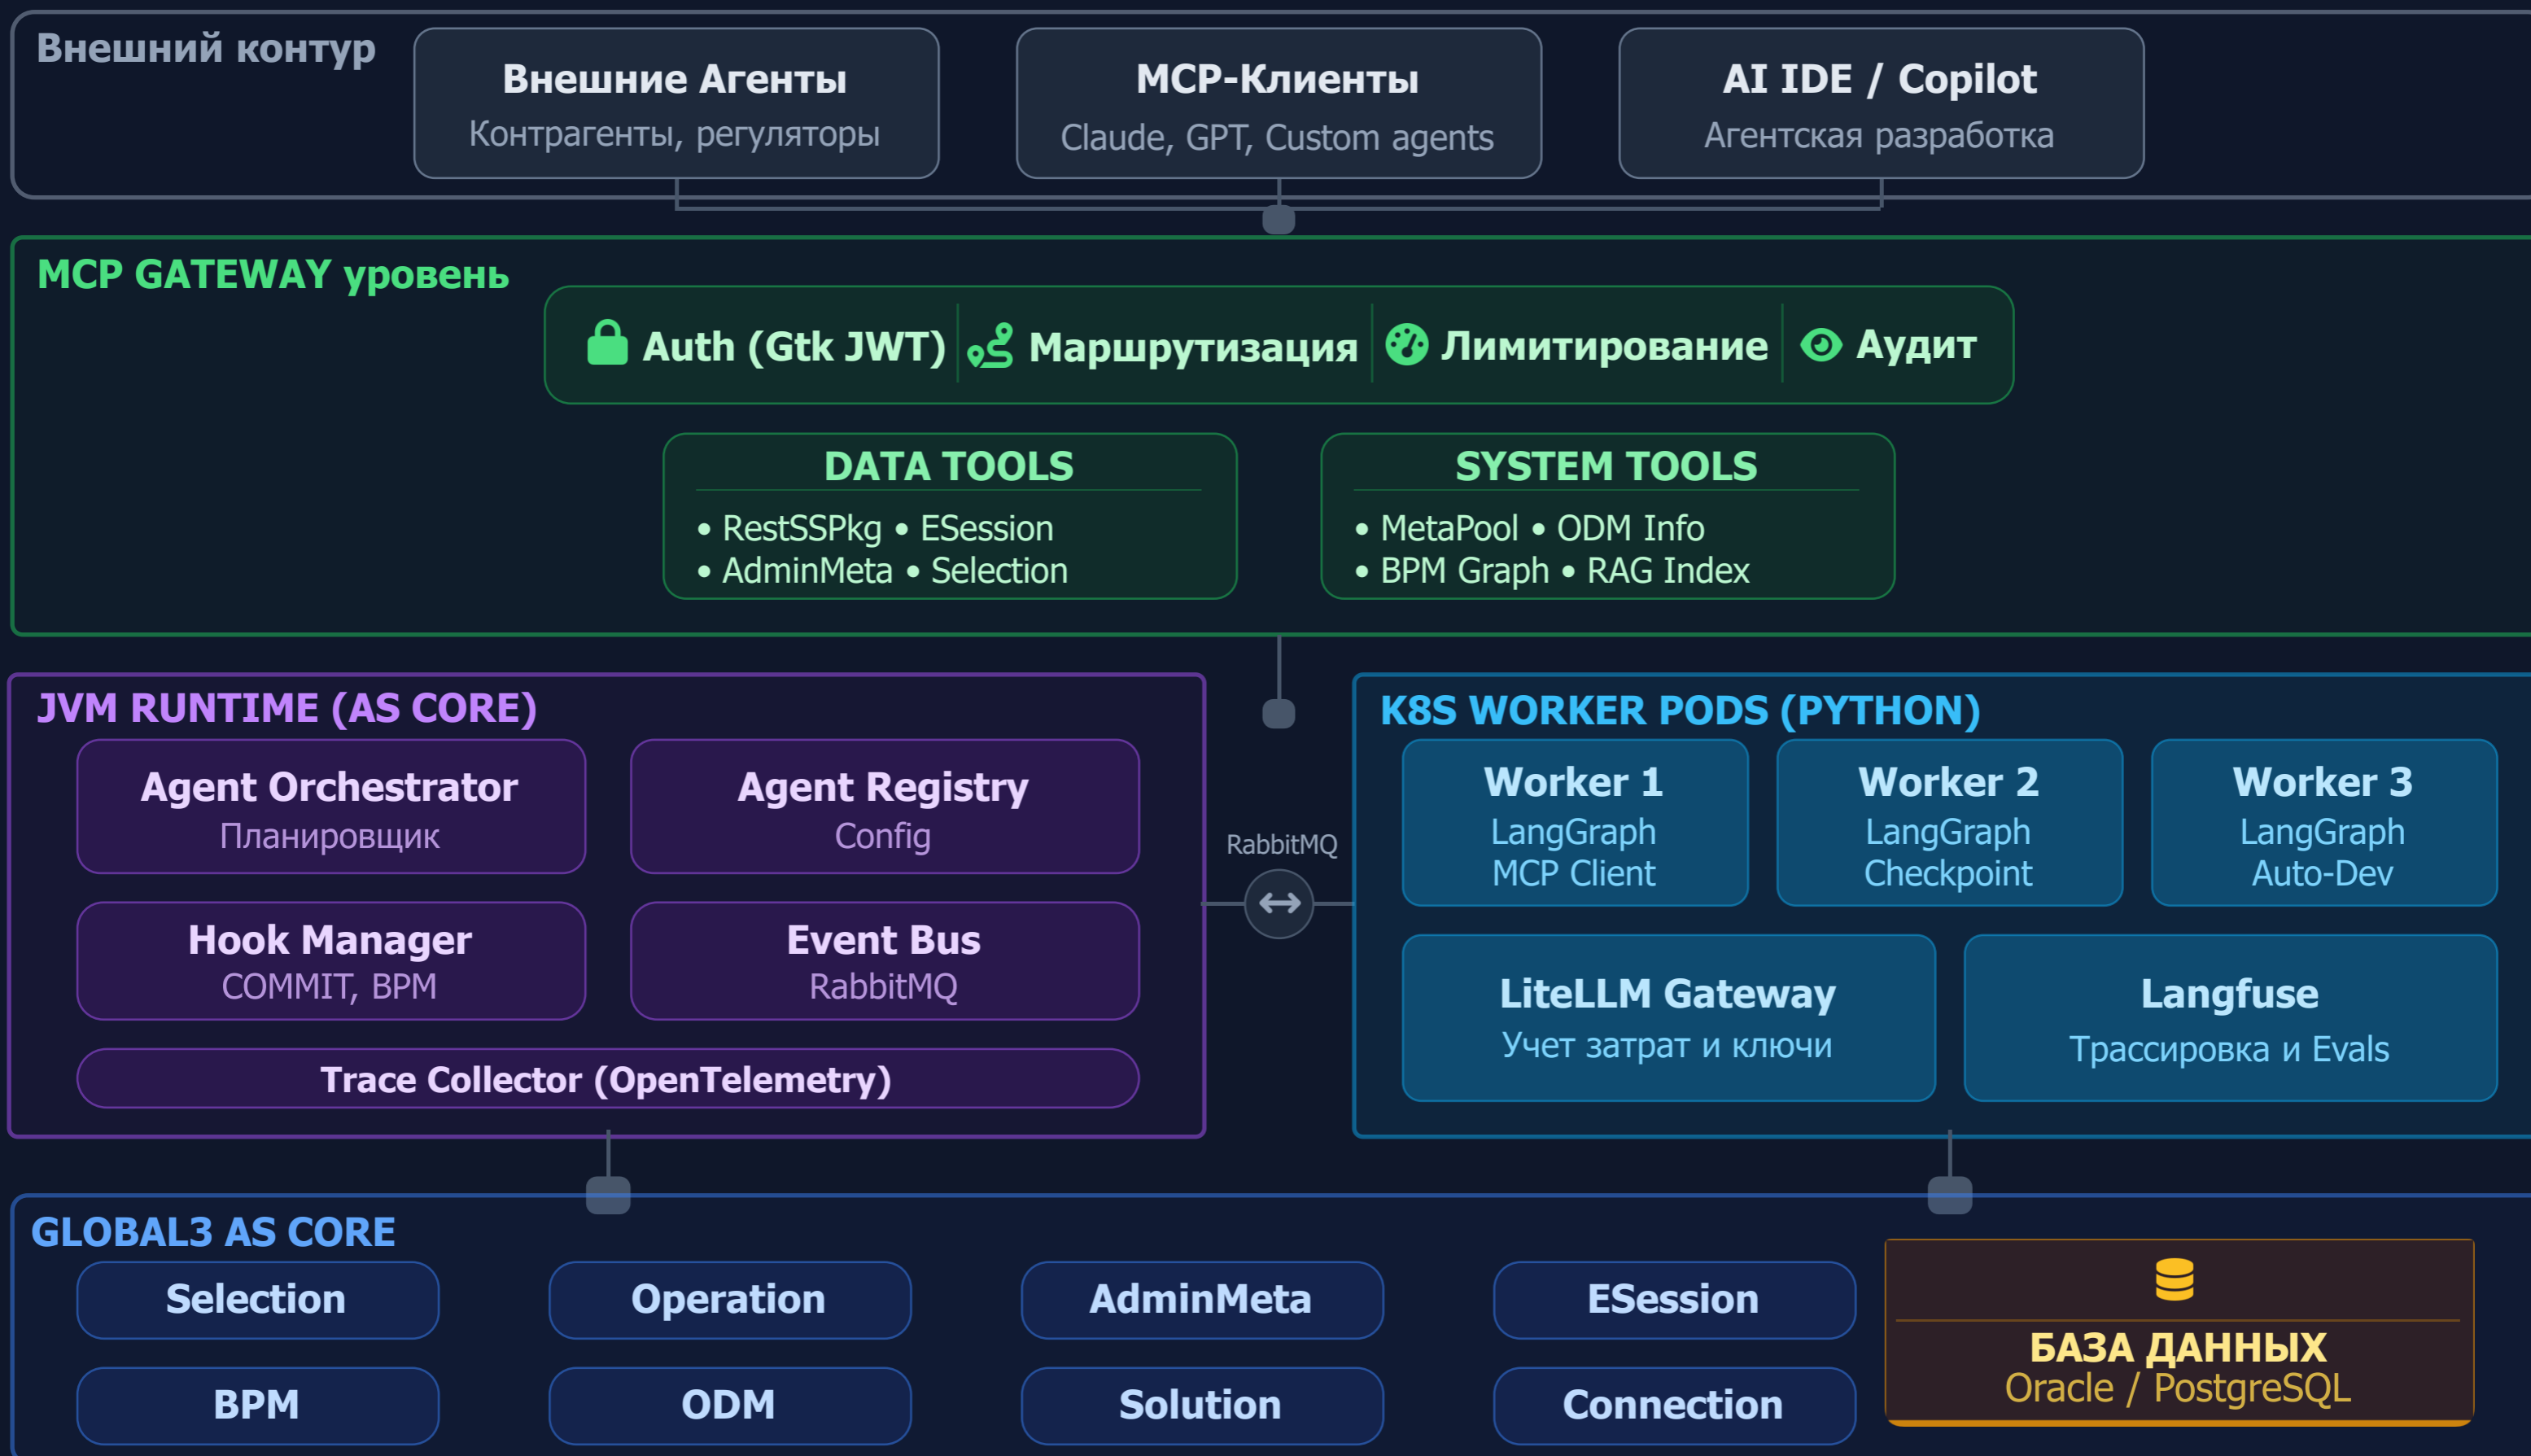 Внешний контур
Внешние Агенты
Контрагенты, регуляторы
MCP-Клиенты
Claude, GPT, Custom agents
AI IDE / Copilot
Агентская разработка
MCP GATEWAY уровень
Auth (Gtk JWT)
Маршрутизация
Лимитирование
Аудит
DATA TOOLS
• RestSSPkg • ESession
• AdminMeta • Selection
SYSTEM TOOLS
• MetaPool • ODM Info
• BPM Graph • RAG Index
JVM RUNTIME (AS CORE)
Agent Orchestrator
Планировщик
Agent Registry
Config
Hook Manager
COMMIT, BPM
Event Bus
RabbitMQ
Trace Collector (OpenTelemetry)
RabbitMQ
K8S WORKER PODS (PYTHON)
Worker 1
LangGraph
MCP Client
Worker 2
LangGraph
Checkpoint
Worker 3
LangGraph
Auto-Dev
LiteLLM Gateway
Учет затрат и ключи
Langfuse
Трассировка и Evals
GLOBAL3 AS CORE
Selection
Operation
AdminMeta
ESession
BPM
ODM
Solution
Connection
БАЗА ДАННЫХ
Oracle / PostgreSQL